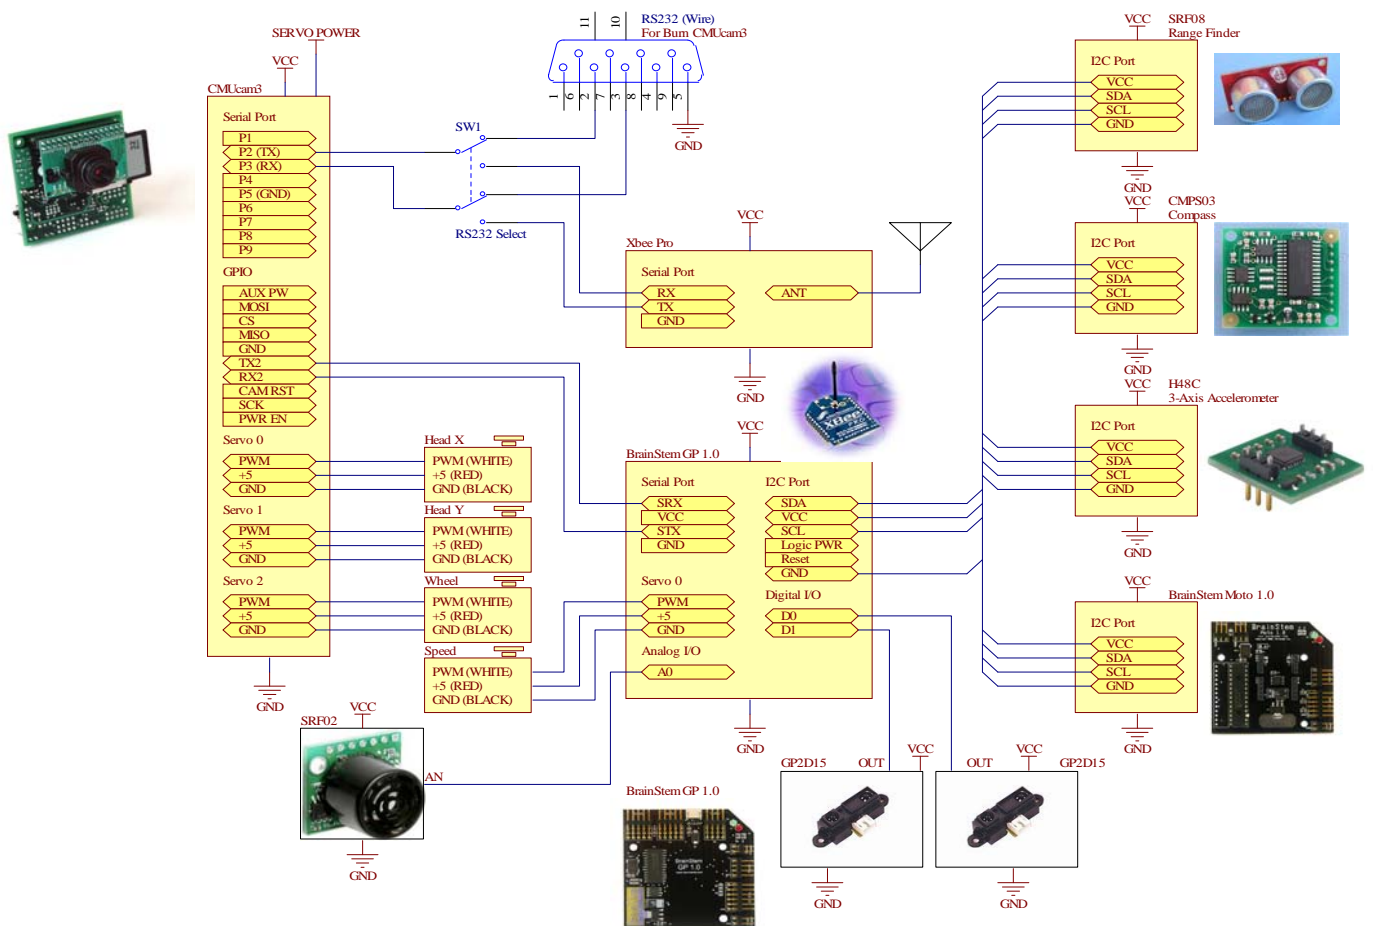 SERVO POWER
VCC
CMUcam3
Serial Port
P1
P2 (TX)
P3 (RX)
P4
P5 (GND)
P6
P7
P8
P9
GPIO
AUX PW
MOSI
CS
MISO
GND
TX2
RX2
CAM RST
SCK
PWR EN
Servo 0
PWM
+5
GND
Servo 1
PWM
+5
GND
Servo 2
PWM
+5
GND
GND
11
10
RS232 (Wire)
For Burn CMUcam3
1
6
2
7
3
8
4
9
5
GND
SW1
RS232 Select
Head X
PWM (WHITE)
+5 (RED)
GND (BLACK)
Head Y
PWM (WHITE)
+5 (RED)
GND (BLACK)
Wheel
PWM (WHITE)
+5 (RED)
GND (BLACK)
Speed
PWM (WHITE)
+5 (RED)
GND (BLACK)
VCC
SRF02
AN
GND
VCC
Xbee Pro
Serial Port
RX
TX
GND
ANT
GND
XBee
PRO
VCC
BrainStem GP 1.0
Serial Port
SRX
VCC
STX
GND
Servo 0
PWM
+5
GND
Analog I/O
A0
I2C Port
SDA
VCC
SCL
Logic PWR
Reset
GND
Digital I/O
D0
D1
GND
BrainStem GP 1.0
BrainStem
GP 1.0
GP2D15
OUT
VCC
GND
OUT
VCC
GP2D15
GND
VCC
SRF08
Range Finder
I2C Port
VCC
SDA
SCL
GND
GND
VCC
CMPS03
Compass
I2C Port
VCC
SDA
SCL
GND
GND
VCC
H48C
3-Axis Accelerometer
I2C Port
VCC
SDA
SCL
GND
GND
VCC
BrainStem Moto 1.0
I2C Port
VCC
SDA
SCL
GND
GND
BrainStem
Moto 1.0